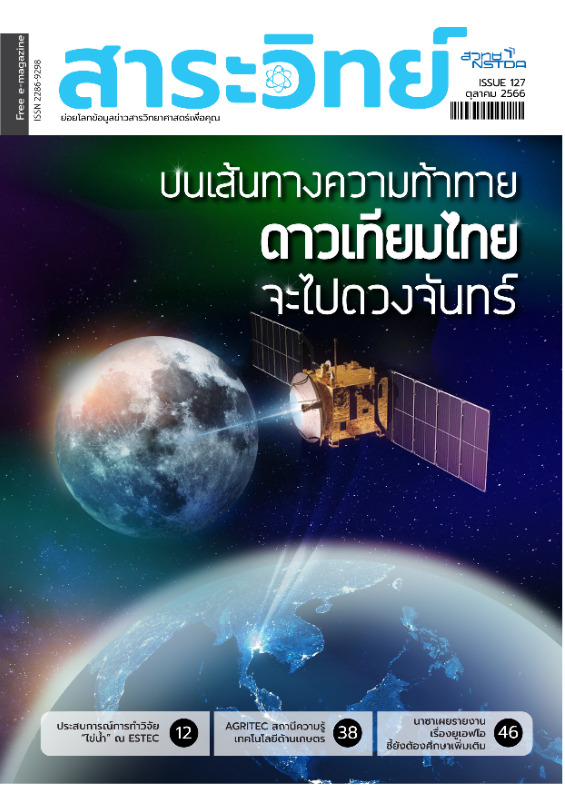 Free e-magazine
ISSN 2286-9298
สาระวิทย์
สวทช
NSTDA
ISSUE 127
ตุลาคม 2566
ย่อยโลกข้อมูลข่าวสารวิทยาศาสตร์เพื่อคุณ
บนเส้นทางความท้าทาย
ดาวเทียมไทย
จะไปดวงจันทร์
ประสบการณ์การทำวิจัย
“ไข่น้ำ” ณ ESTEC
12
AGRITEC สถานีความรู้
เทคโนโลยีด้านเกษตร
38
นาซาเผยรายงาน
เรื่องยูเอฟโอ
ชี้ยังต้องศึกษาเพิ่มเติม
46